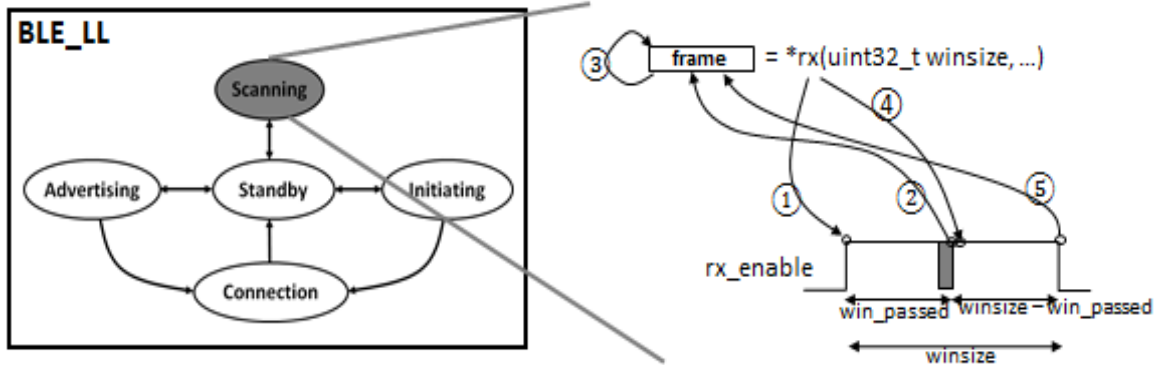 BLE_LL
Scanning
Advertising
Standby
Initiating
Connection
③ frame = *rx(uint32_t winsize, ...)
④
① ② ⑤
rx_enable
win_passed winsize – win_passed
winsize